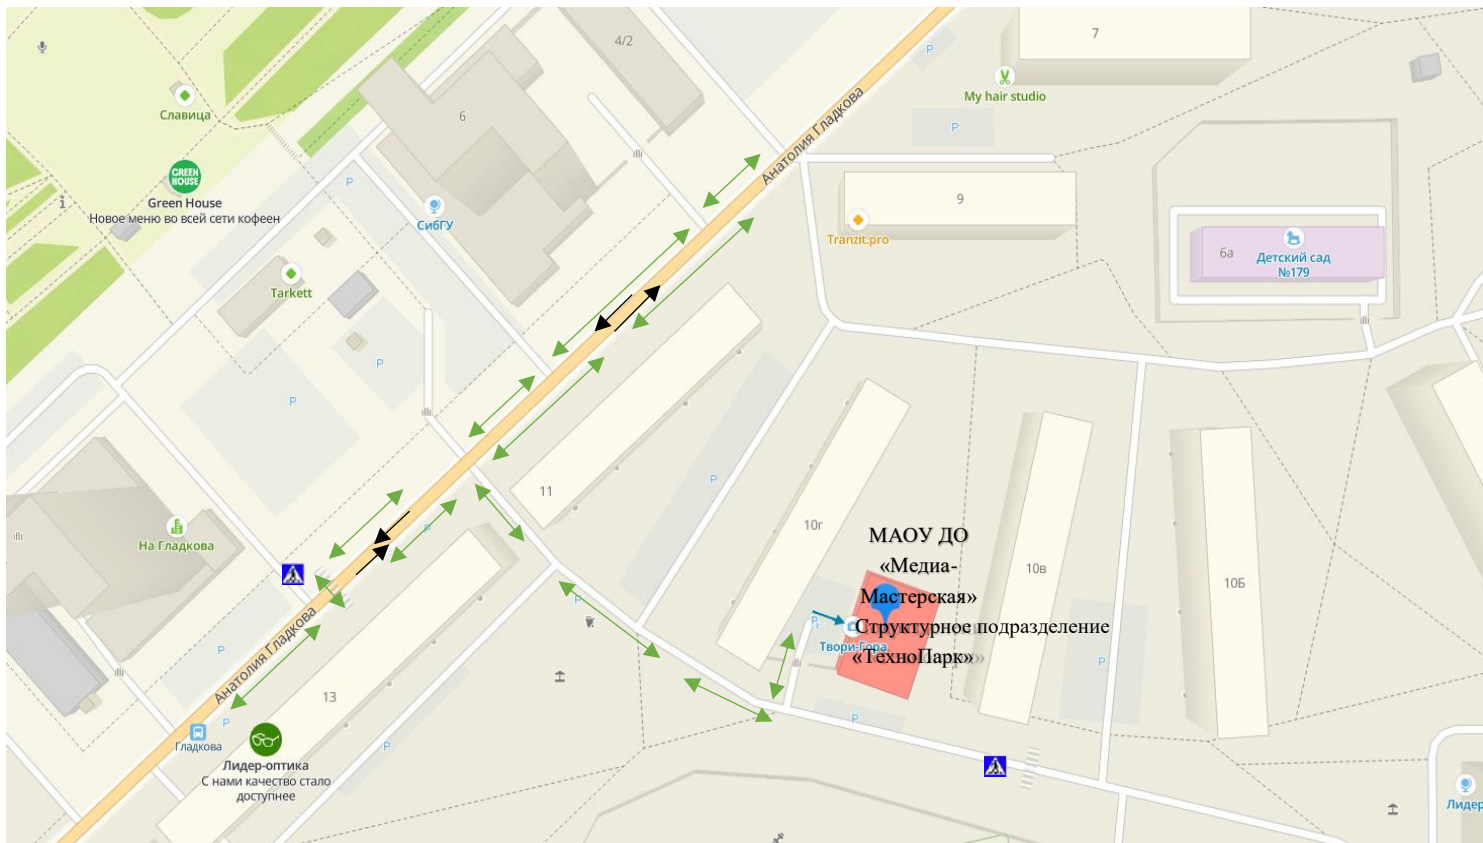 4/2
7
My hair studio
P
P
Славица
6
Анатолия Гладкова
GREEN
HOUSE
Green House
Новое меню во всей сети кофеен
P
СибГУ
9
Tranzit.pro
6а
Детский сад
№179
Tarkett
P
P
11
P
10г
МАОУ ДО
«Медиа-
Мастерская»
Структурное подразделение
«ТехноПарк»
Твори-Гора
10в
10Б
На Гладкова
P
P
P
P
P
Анатолия Гладкова
13
P
P
P
Гладкова
Лидер-оптика
С нами качество стало
доступнее
Лидер